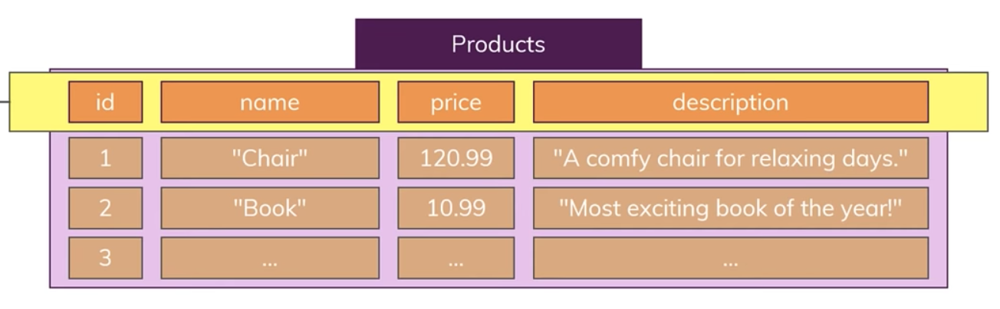 Products
id name price description
1 "Chair" 120.99 "A comfy chair for relaxing days."
2 "Book" 10.99 "Most exciting book of the year!"
3 ... ... ...